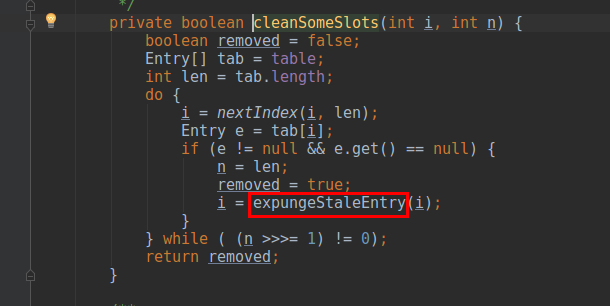 */
private boolean cleanSomeSlots(int i, int n) {
boolean removed = false;
Entry[] tab = table;
int len = tab.length;
do {
i = nextIndex(i, len);
Entry e = tab[i];
if (e != null && e.get() == null) {
n = len;
removed = true;
i = expungeStaleEntry(i);
}
} while ( (n >>>= 1) != 0);
return removed;
}
/**